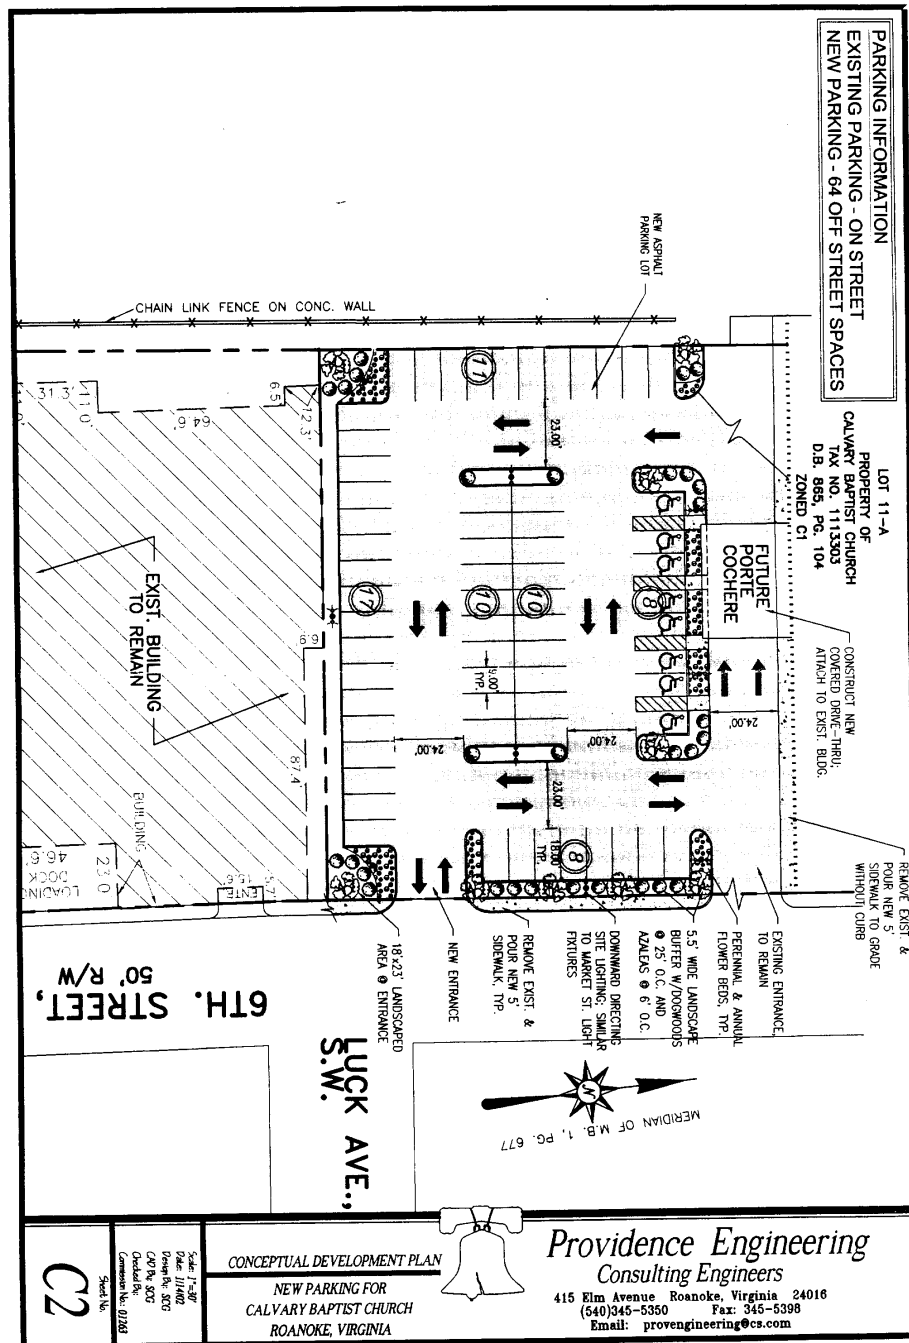 PARKING INFORMATION
EXISTING PARKING - ON STREET
NEW PARKING - 64 OFF STREET SPACES
LOT 11-A
PROPERTY OF
CALVARY BAPTIST CHURCH
TAX NO. 1113303
D.B. 865, PG. 104
ZONED C1
NEW ASPHALT
PARKING LOT
CHAIN LINK FENCE ON CONC. WALL
CONSTRUCT NEW
COVERED DRIVE-THRU;
ATTACH TO EXIST. BLDG.
FUTURE
PORTE
COCHERE
REMOVE EXIST. &
POUR NEW 5'
SIDEWALK TO GRADE
WITHOUT CURB
11
23.00'
17
10
10
8
9.00'
TYP.
24.00'
24.00'
24.00'
23.00'
18.00'
TYP.
8
31.3'
11.0'
64.6'
6.5'
12.3'
6.9'
87.4'
EXIST. BUILDING
TO REMAIN
BUILDING
46.6'
23.0'
LOADING
DOCK
15.6'
EXISTING ENTRANCE,
TO REMAIN
PERENNIAL & ANNUAL
FLOWER BEDS, TYP.
5.5' WIDE LANDSCAPE
BUFFER W/DOGWOODS
@ 25' O.C. AND
AZALEAS @ 6' O.C.
DOWNWARD DIRECTING
SITE LIGHTING; SIMILAR
TO MARKET ST. LIGHT
FIXTURES
REMOVE EXIST. &
POUR NEW 5'
SIDEWALK, TYP.
NEW ENTRANCE
18'x23' LANDSCAPED
AREA @ ENTRANCE
6TH. STREET,
50' R/W
LUCK AVE.,
S.W.
N
MERIDIAN OF M.B. 1, PG. 677
Providence Engineering
Consulting Engineers
415 Elm Avenue Roanoke, Virginia 24016
(540)345-5350 Fax: 345-5398
Email: provengineering@cs.com
CONCEPTUAL DEVELOPMENT PLAN
NEW PARKING FOR
CALVARY BAPTIST CHURCH
ROANOKE, VIRGINIA
Scale: 1"=30'
Date: 11/4/02
Design By: SCG
CAD By: SCG
Checked By:
Commission No.: 01263
Sheet No.
C2